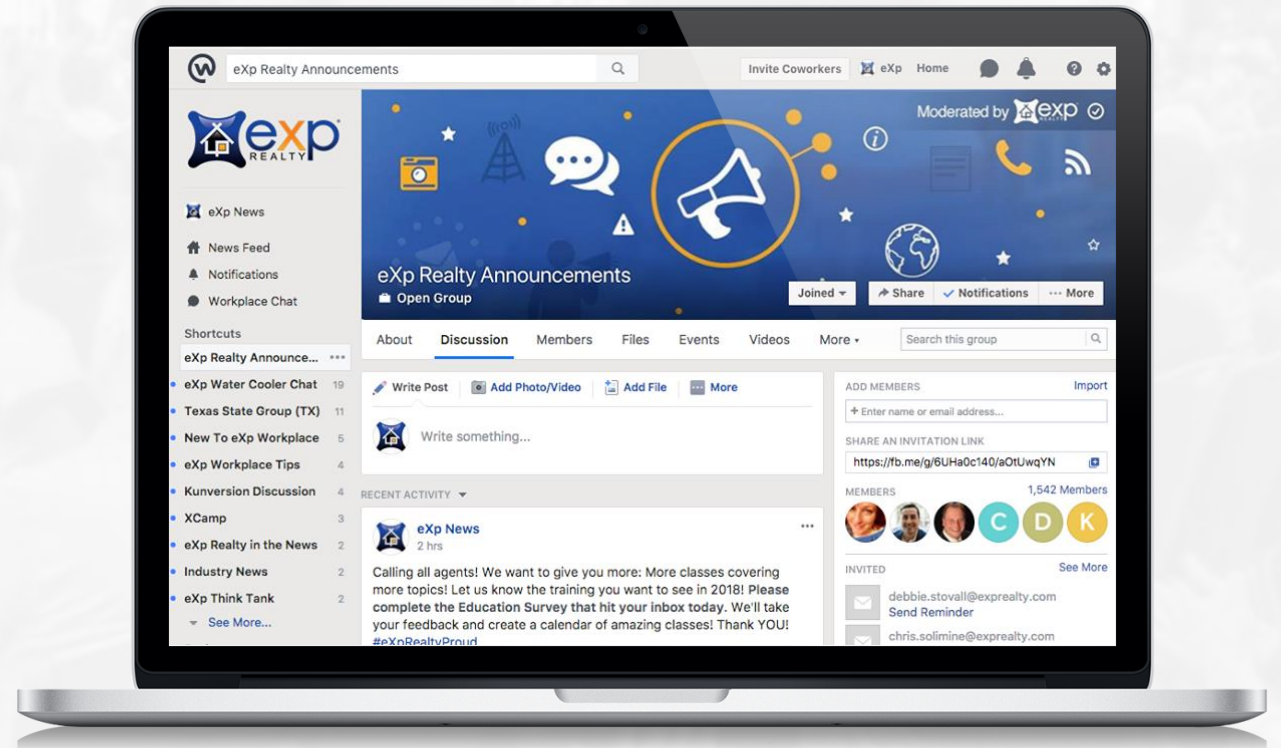 eXp Realty Announcements
Invite Coworkers
eXp
Home
exp
REALTY
Moderated by exp REALTY
eXp Realty Announcements
Open Group
Joined
Share
Notifications
More
eXp News
News Feed
Notifications
Workplace Chat
Shortcuts
eXp Realty Announce...
eXp Water Cooler Chat 19
Texas State Group (TX) 11
New To eXp Workplace 5
eXp Workplace Tips 4
Kunversion Discussion 4
XCamp 3
eXp Realty in the News 2
Industry News 2
eXp Think Tank 2
See More...
About Discussion Members Files Events Videos More
Search this group
Write Post Add Photo/Video Add File More
Write something...
RECENT ACTIVITY
eXp News
2 hrs
Calling all agents! We want to give you more: More classes covering
more topics! Let us know the training you want to see in 2018! Please
complete the Education Survey that hit your inbox today. We'll take
your feedback and create a calendar of amazing classes! Thank YOU!
#eXpRealtyProud
ADD MEMBERS Import
+ Enter name or email address...
SHARE AN INVITATION LINK
https://fb.me/g/6UHa0c140/aOtUwqYN
MEMBERS 1,542 Members
C D K
INVITED See More
debbie.stovall@exprealty.com
Send Reminder
chris.solimine@exprealty.com